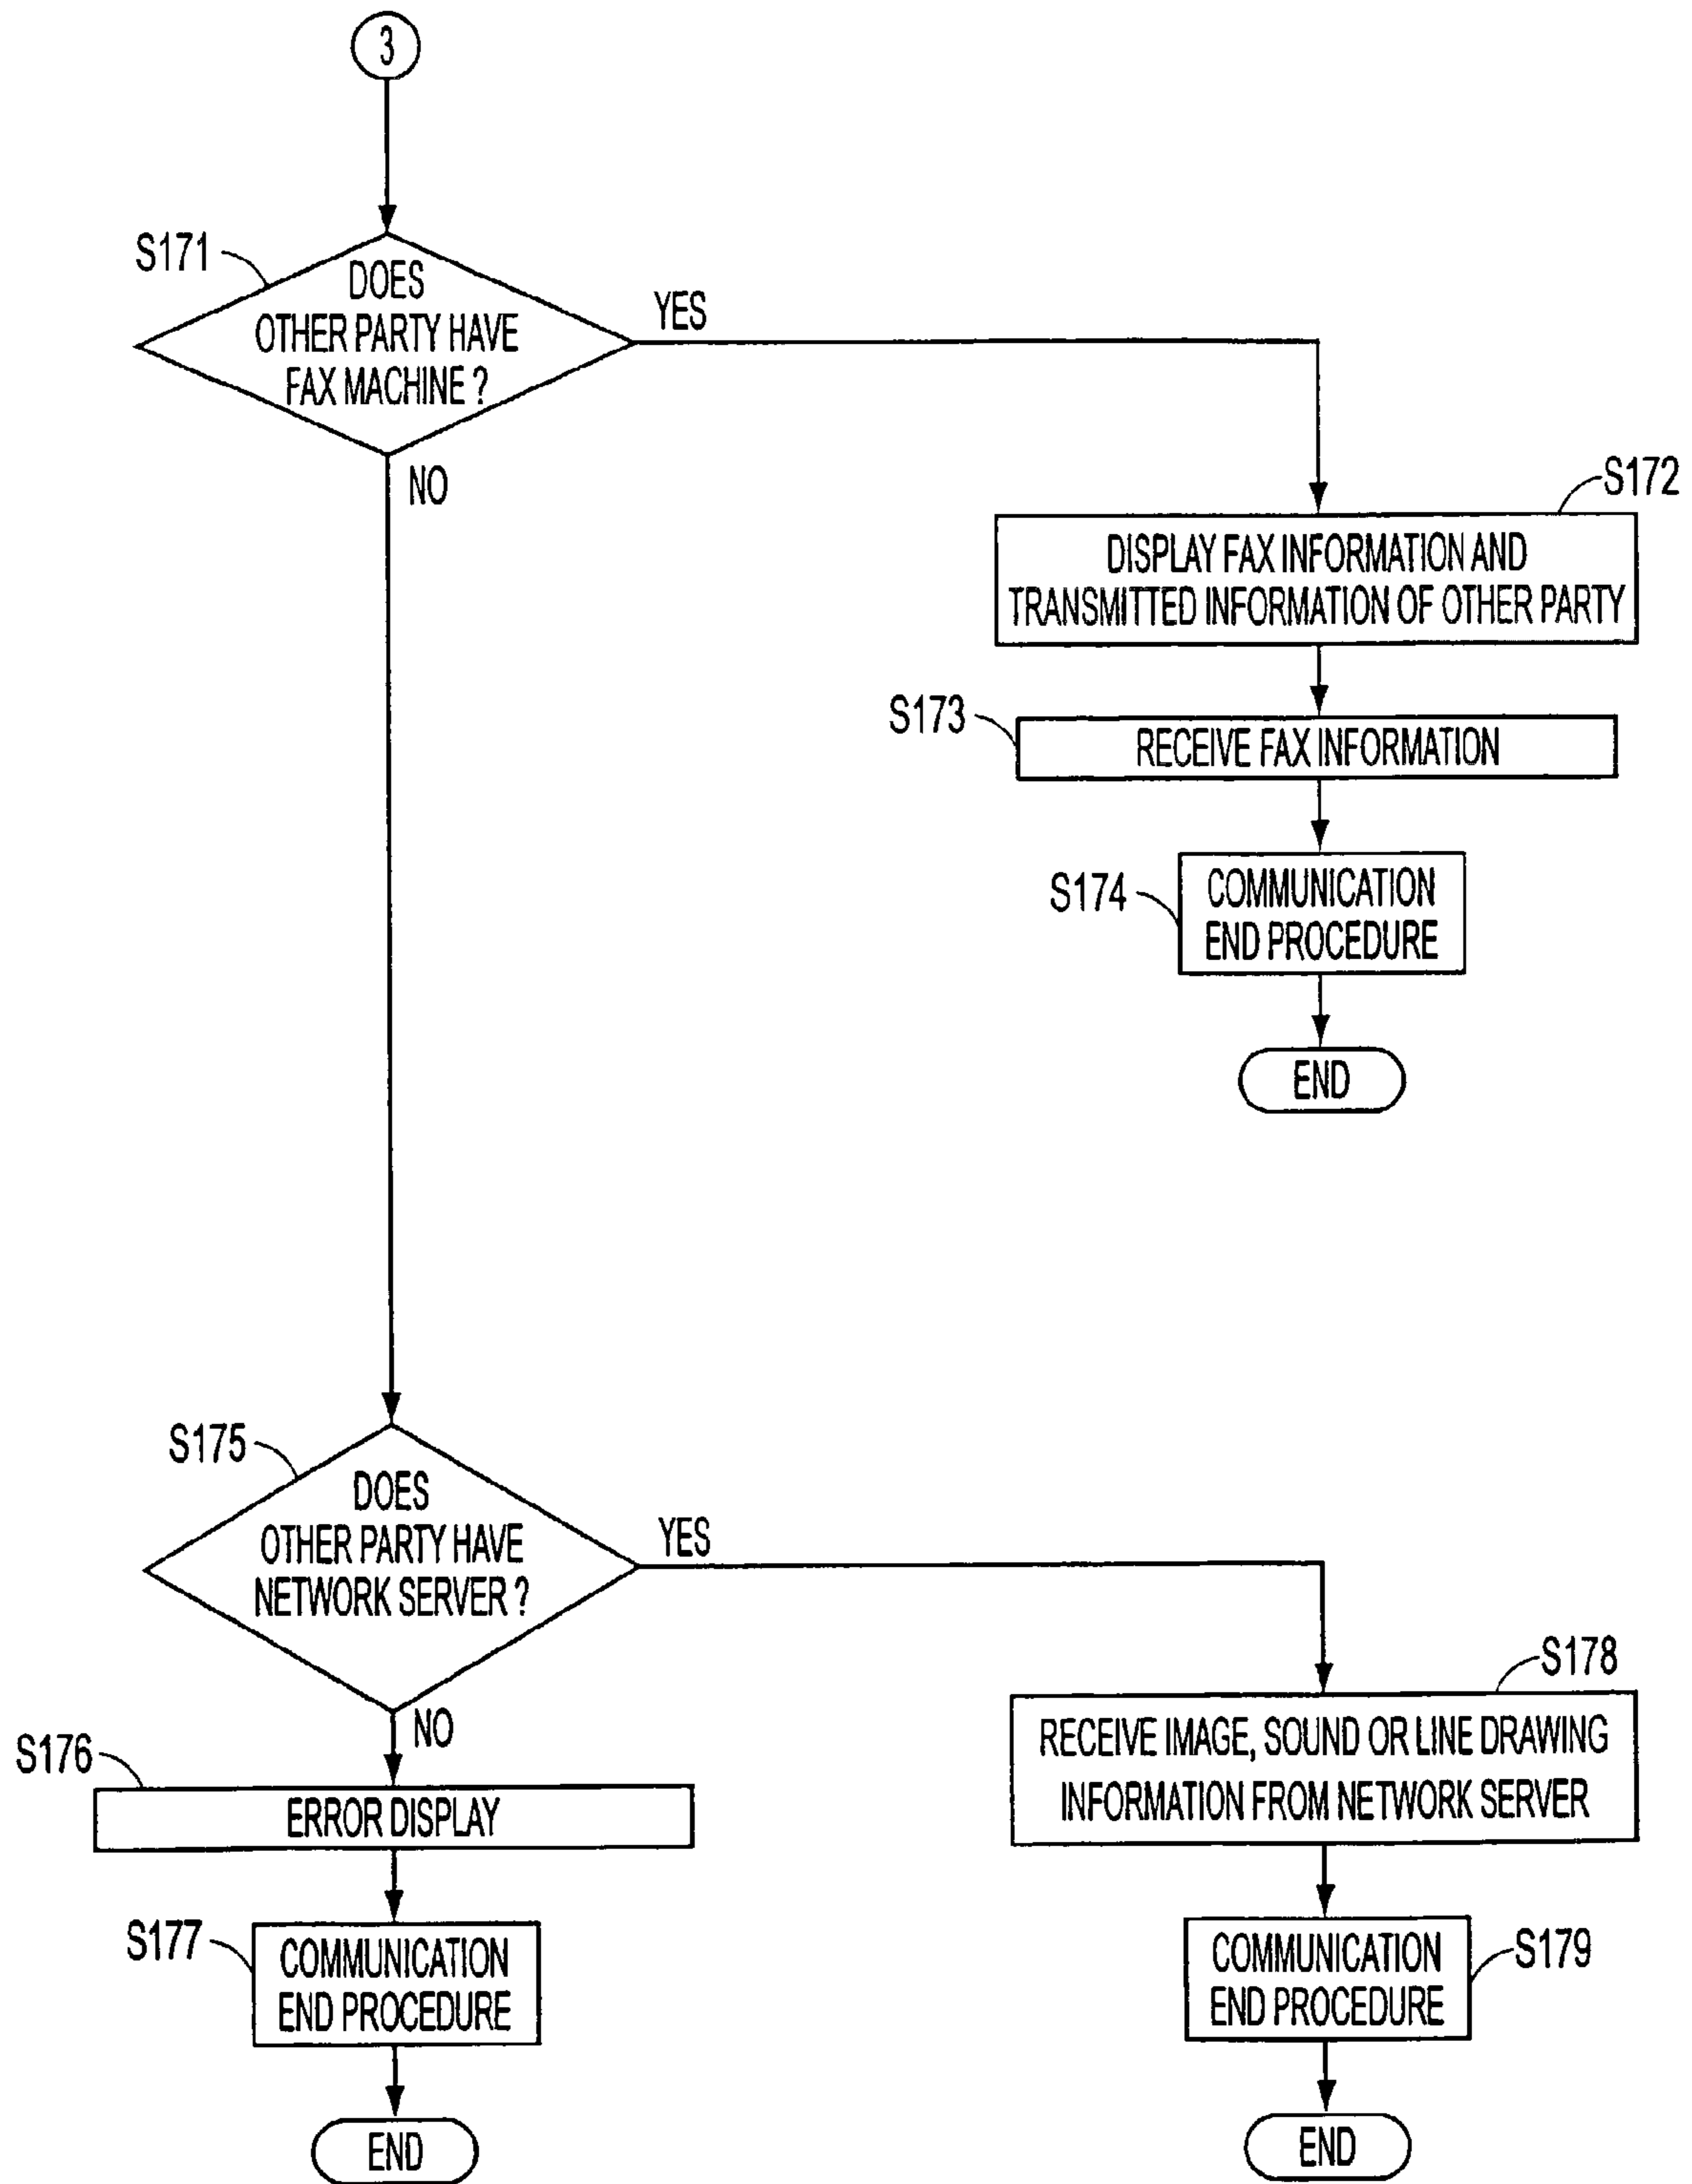 3
S171
DOES
OTHER PARTY HAVE
FAX MACHINE ?
YES
NO
S172
DISPLAY FAX INFORMATION AND
TRANSMITTED INFORMATION OF OTHER PARTY
S173
RECEIVE FAX INFORMATION
S174
COMMUNICATION
END PROCEDURE
END
S175
DOES
OTHER PARTY HAVE
NETWORK SERVER ?
YES
NO
S176
ERROR DISPLAY
S177
COMMUNICATION
END PROCEDURE
END
S178
RECEIVE IMAGE, SOUND OR LINE DRAWING
INFORMATION FROM NETWORK SERVER
S179
COMMUNICATION
END PROCEDURE
END